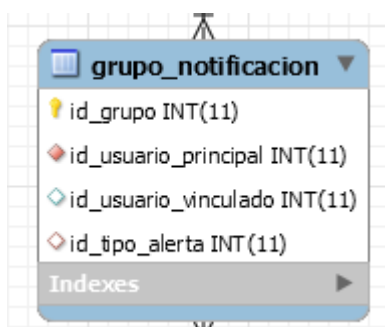 grupo_notificacion
id_grupo INT(11)
id_usuario_principal INT(11)
id_usuario_vinculado INT(11)
id_tipo_alerta INT(11)
Indexes